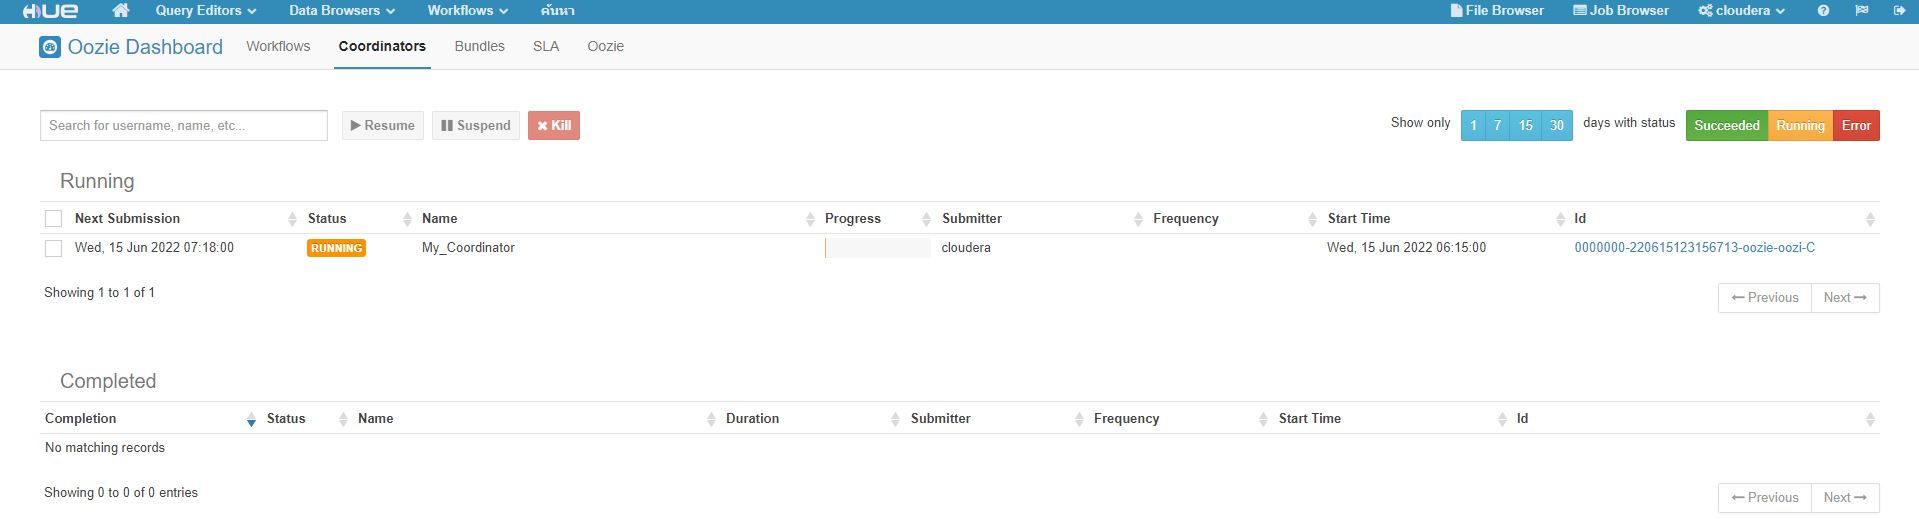 HUE Query Editors Data Browsers Workflows ค้นหา File Browser Job Browser cloudera
Oozie Dashboard Workflows Coordinators Bundles SLA Oozie
Search for username, name, etc... Resume Suspend Kill Show only 1 7 15 30 days with status Succeeded Running Error
Running
Next Submission Status Name Progress Submitter Frequency Start Time Id
Wed, 15 Jun 2022 07:18:00 RUNNING My_Coordinator cloudera Wed, 15 Jun 2022 06:15:00 0000000-220615123156713-oozie-oozi-C
Showing 1 to 1 of 1
Previous Next
Completed
Completion Status Name Duration Submitter Frequency Start Time Id
No matching records
Showing 0 to 0 of 0 entries
Previous Next